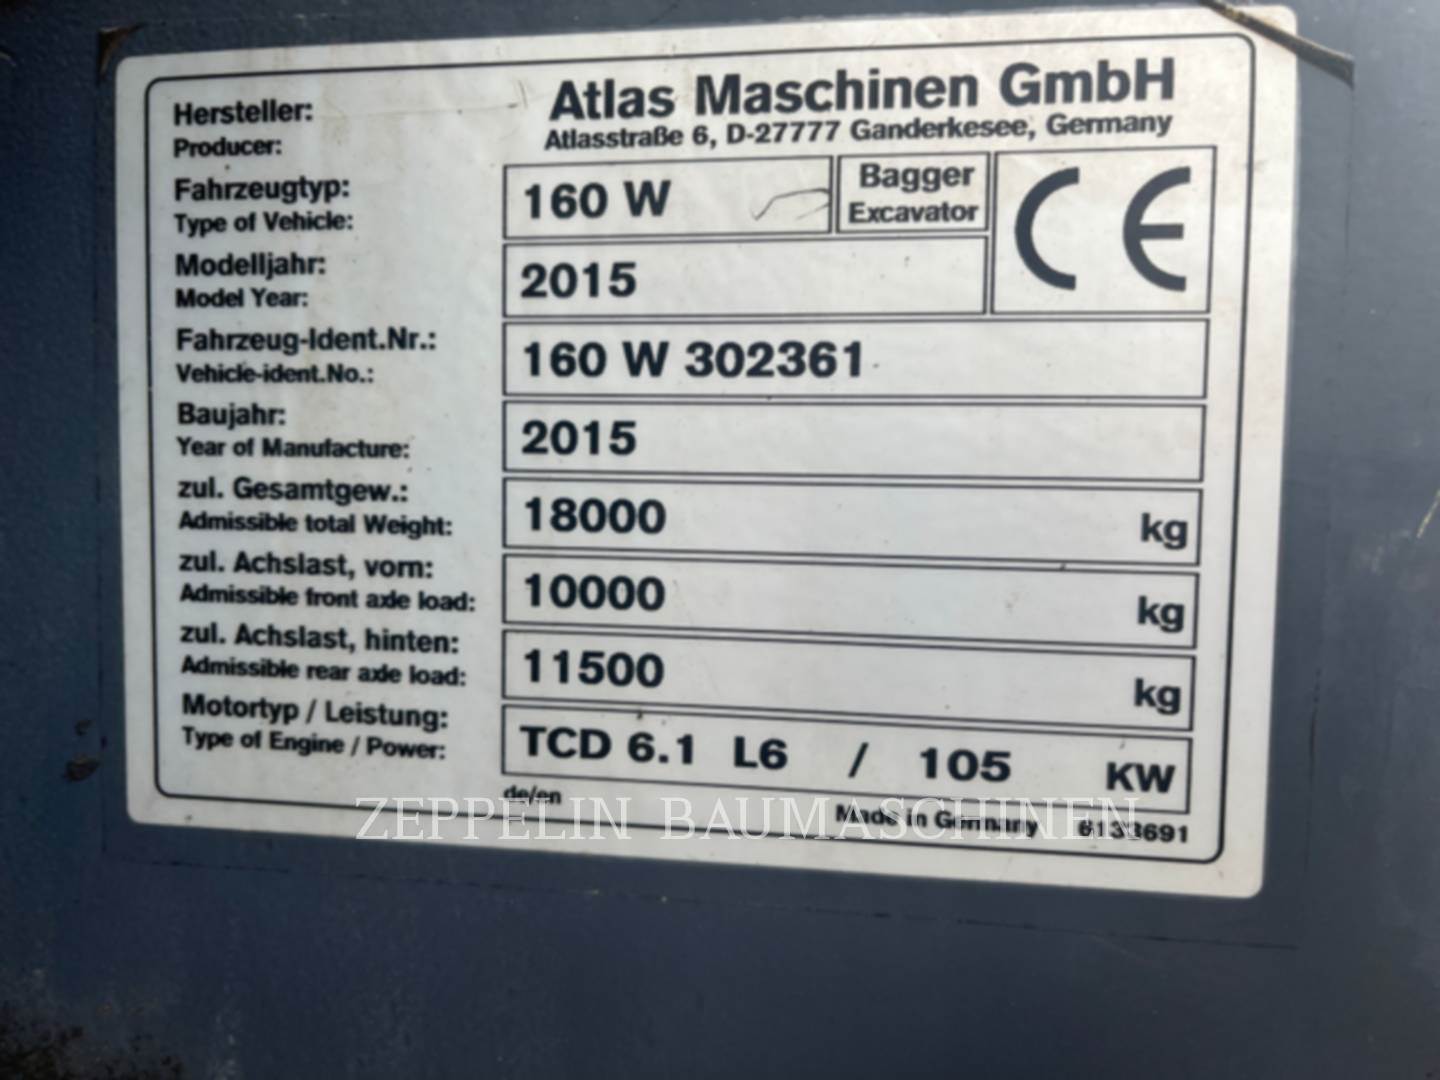 Hersteller:
Producer:
Atlas Maschinen GmbH
Atlasstraße 6, D-27777 Ganderkesee, Germany
Fahrzeugtyp:
Type of Vehicle:
160 W
Bagger
Excavator
CE
Modelljahr:
Model Year:
2015
Fahrzeug-Ident.Nr.:
Vehicle-ident.No.:
160 W 302361
Baujahr:
Year of Manufacture:
2015
zul. Gesamtgew.:
Admissible total Weight:
18000 kg
zul. Achslast, vorn:
Admissible front axle load:
10000 kg
zul. Achslast, hinten:
Admissible rear axle load:
11500 kg
Motortyp / Leistung:
Type of Engine / Power:
TCD 6.1 L6 / 105 KW
de/en
Made in Germany 6133691
ZEPPELIN BAUMASCHINEN